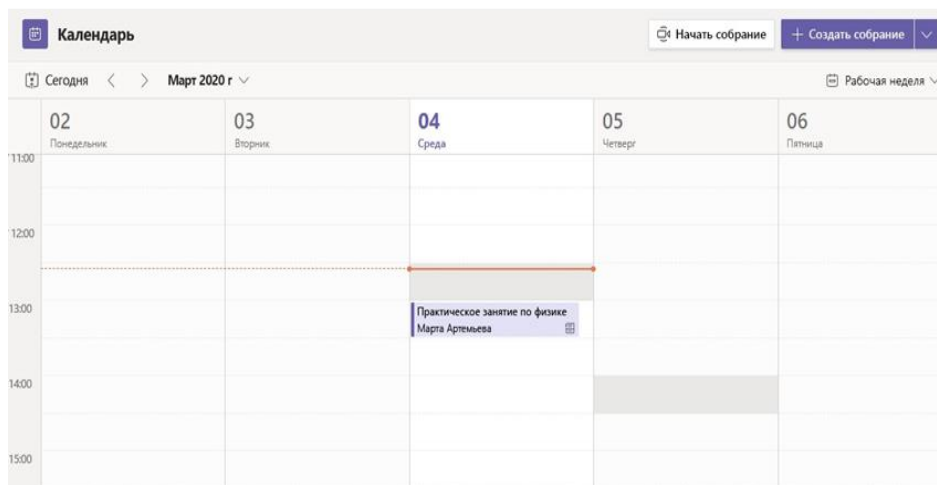 Календарь
Начать собрание
+ Создать собрание
Сегодня
Март 2020 г
Рабочая неделя
02
Понедельник
03
Вторник
04
Среда
05
Четверг
06
Пятница
11:00
12:00
13:00
Практическое занятие по физике
Марта Артемьева
14:00
15:00